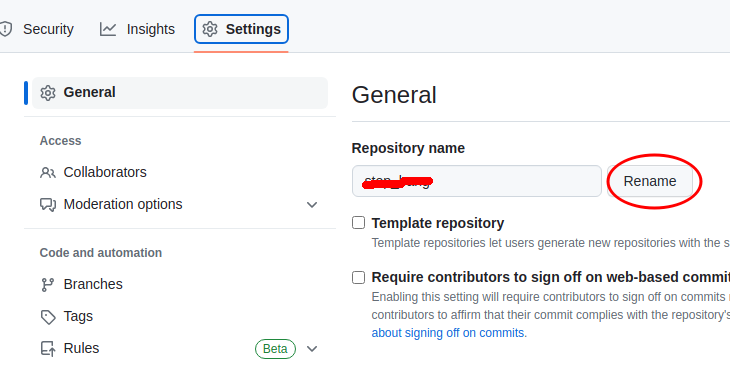 Security Insights Settings
General
Access
Collaborators
Moderation options
Code and automation
Branches
Tags
Rules Beta
General
Repository name
Rename
Template repository
Template repositories let users generate new repositories with the s
Require contributors to sign off on web-based commit
Enabling this setting will require contributors to sign off on commits
contributors to affirm that their commit complies with the repository's
about signing off on commits.